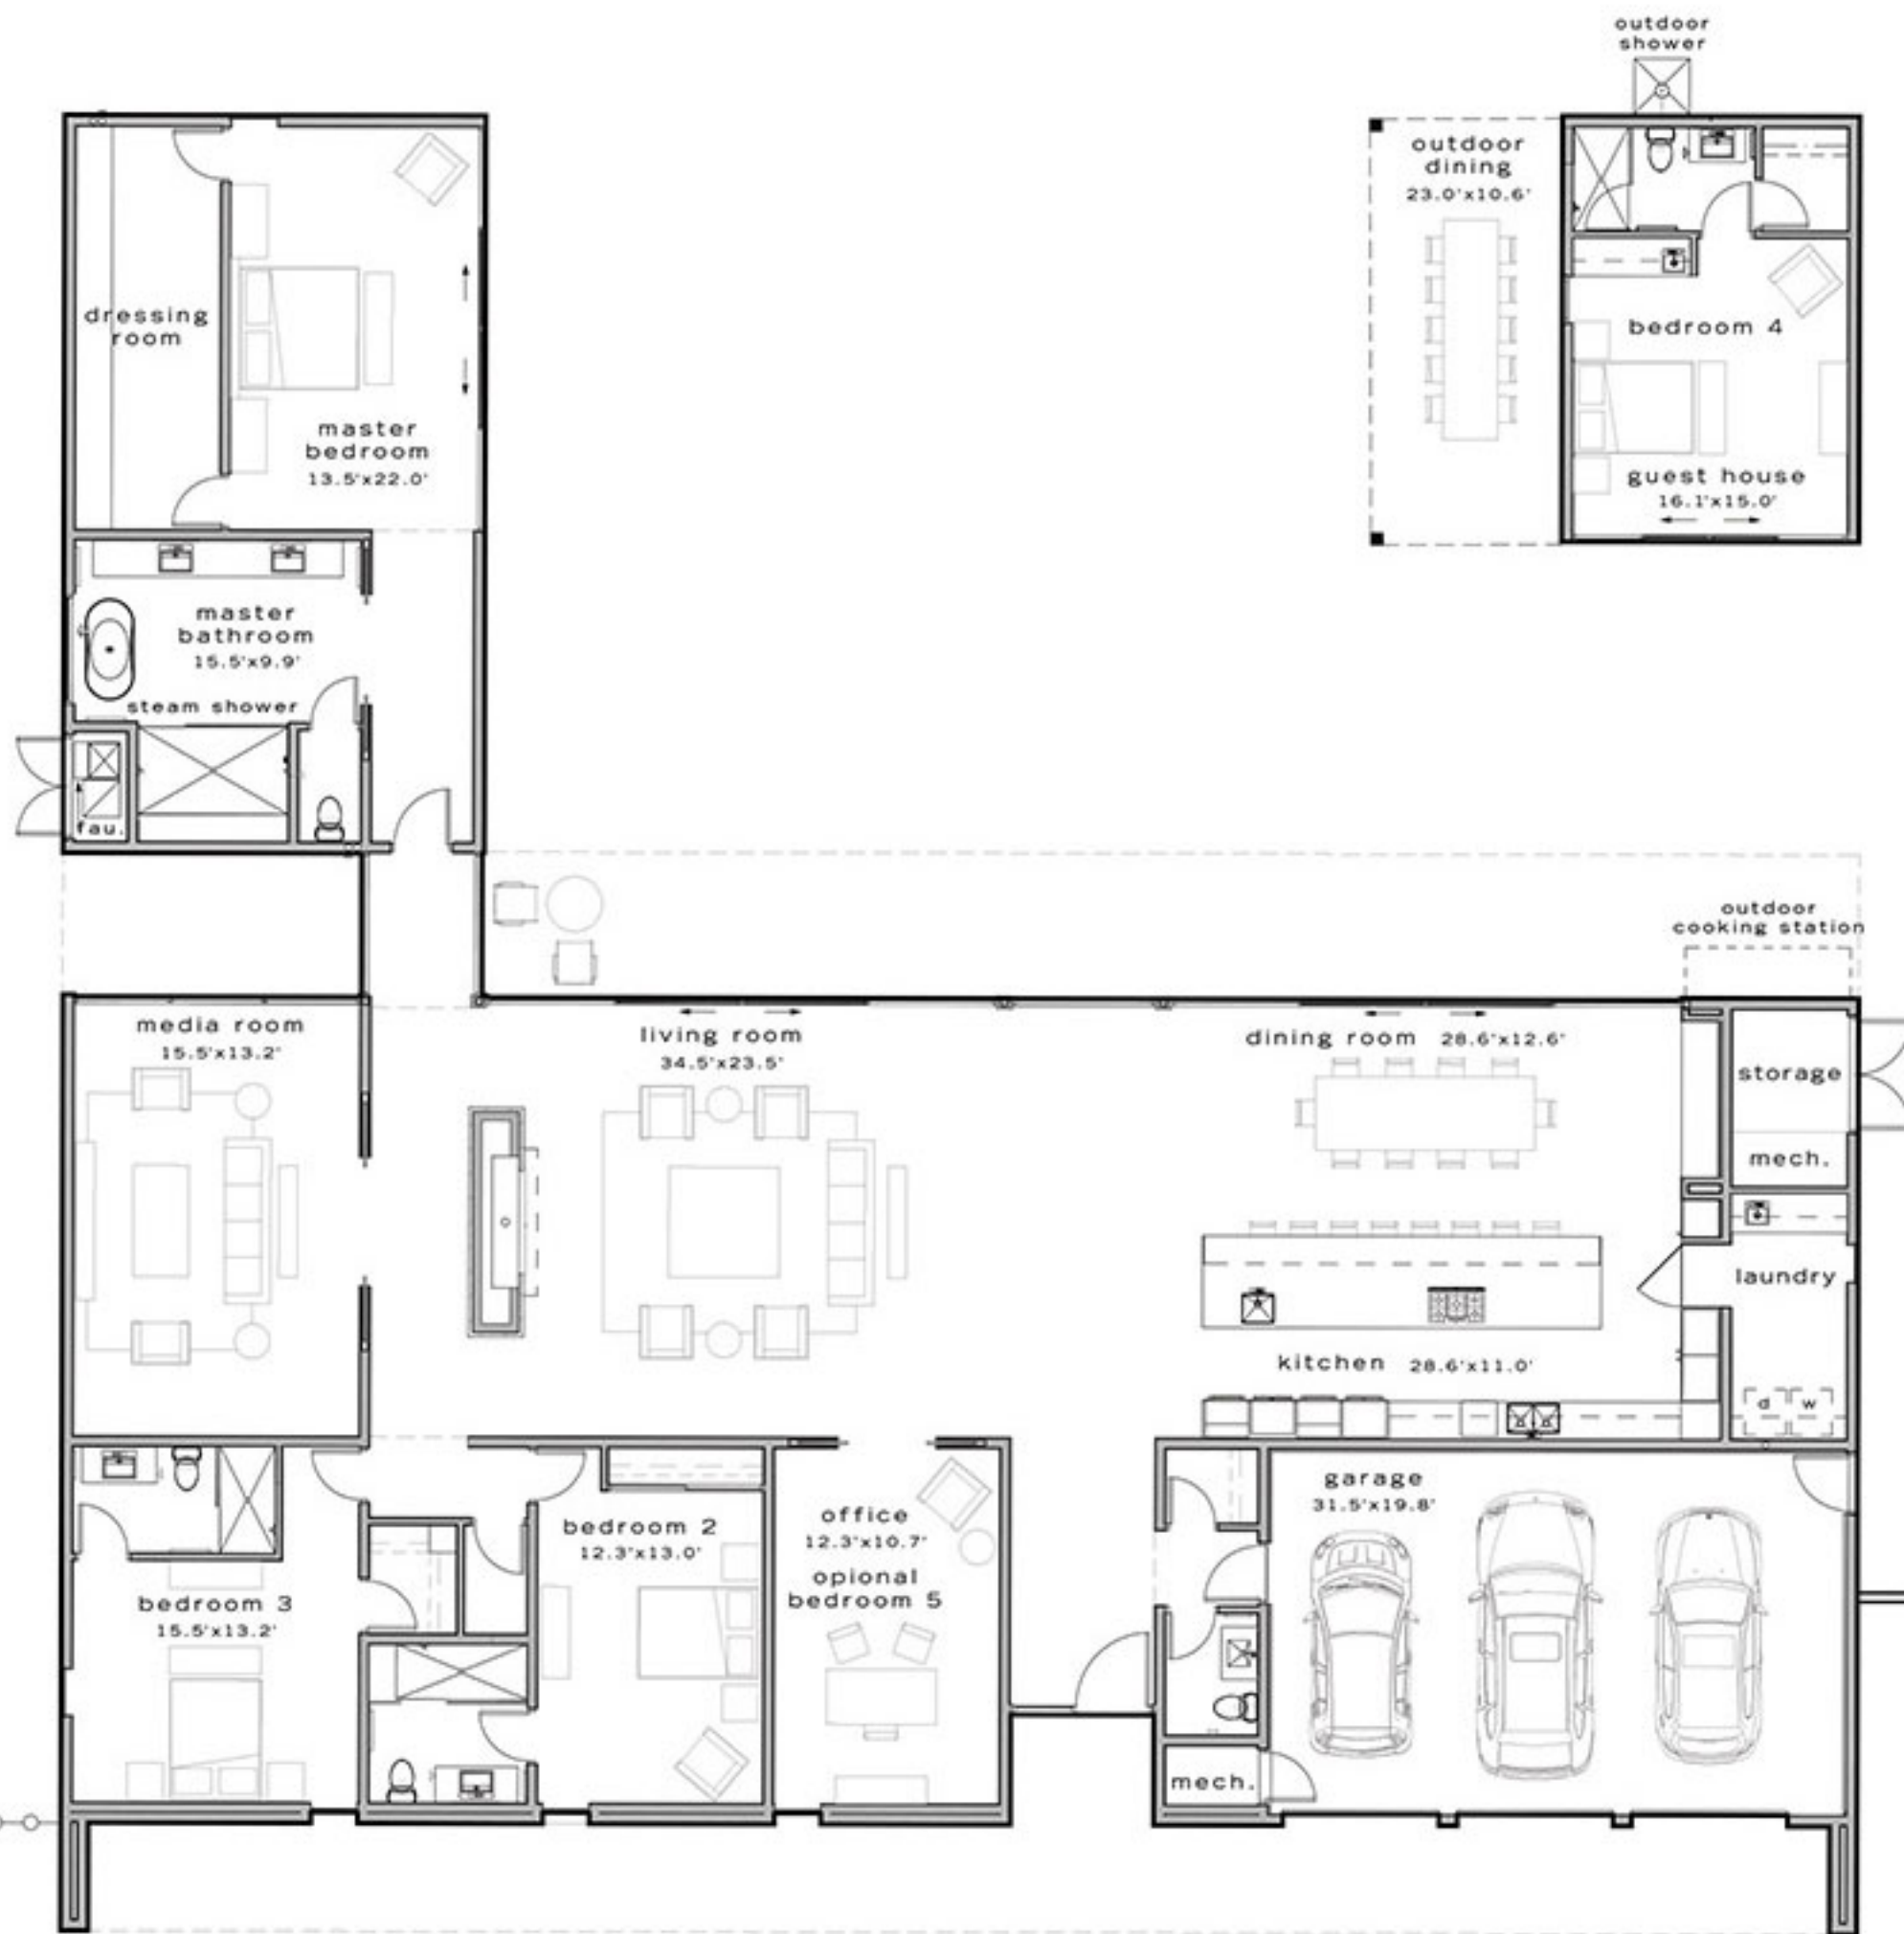 outdoor
shower
outdoor
dining
23.0'x10.6'
bedroom 4
guest house
16.1'x15.0'
dressing
room
master
bedroom
13.5'x22.0'
master
bathroom
15.5'x9.9'
steam shower
fau.
outdoor
cooking station
media room
15.5'x13.2'
living room
34.5'x23.5'
dining room 28.6'x12.6'
storage
mech.
laundry
kitchen 28.6'x11.0'
d w
garage
31.5'x19.8'
office
12.3'x10.7'
opional
bedroom 5
bedroom 2
12.3'x13.0'
bedroom 3
15.5'x13.2'
mech.